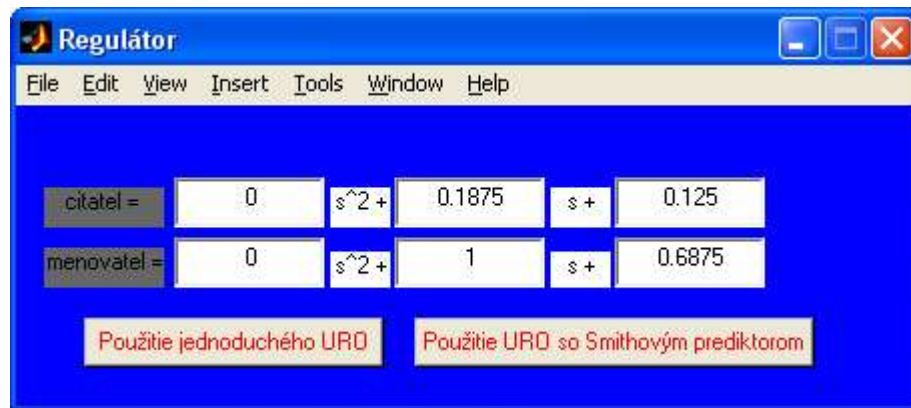 Regulátor
File Edit View Insert Tools Window Help
citatel = 0 s^2 + 0.1875 s + 0.125
menovatel = 0 s^2 + 1 s + 0.6875
Použitie jednoduchého URO Použitie URO so Smithovým prediktorom